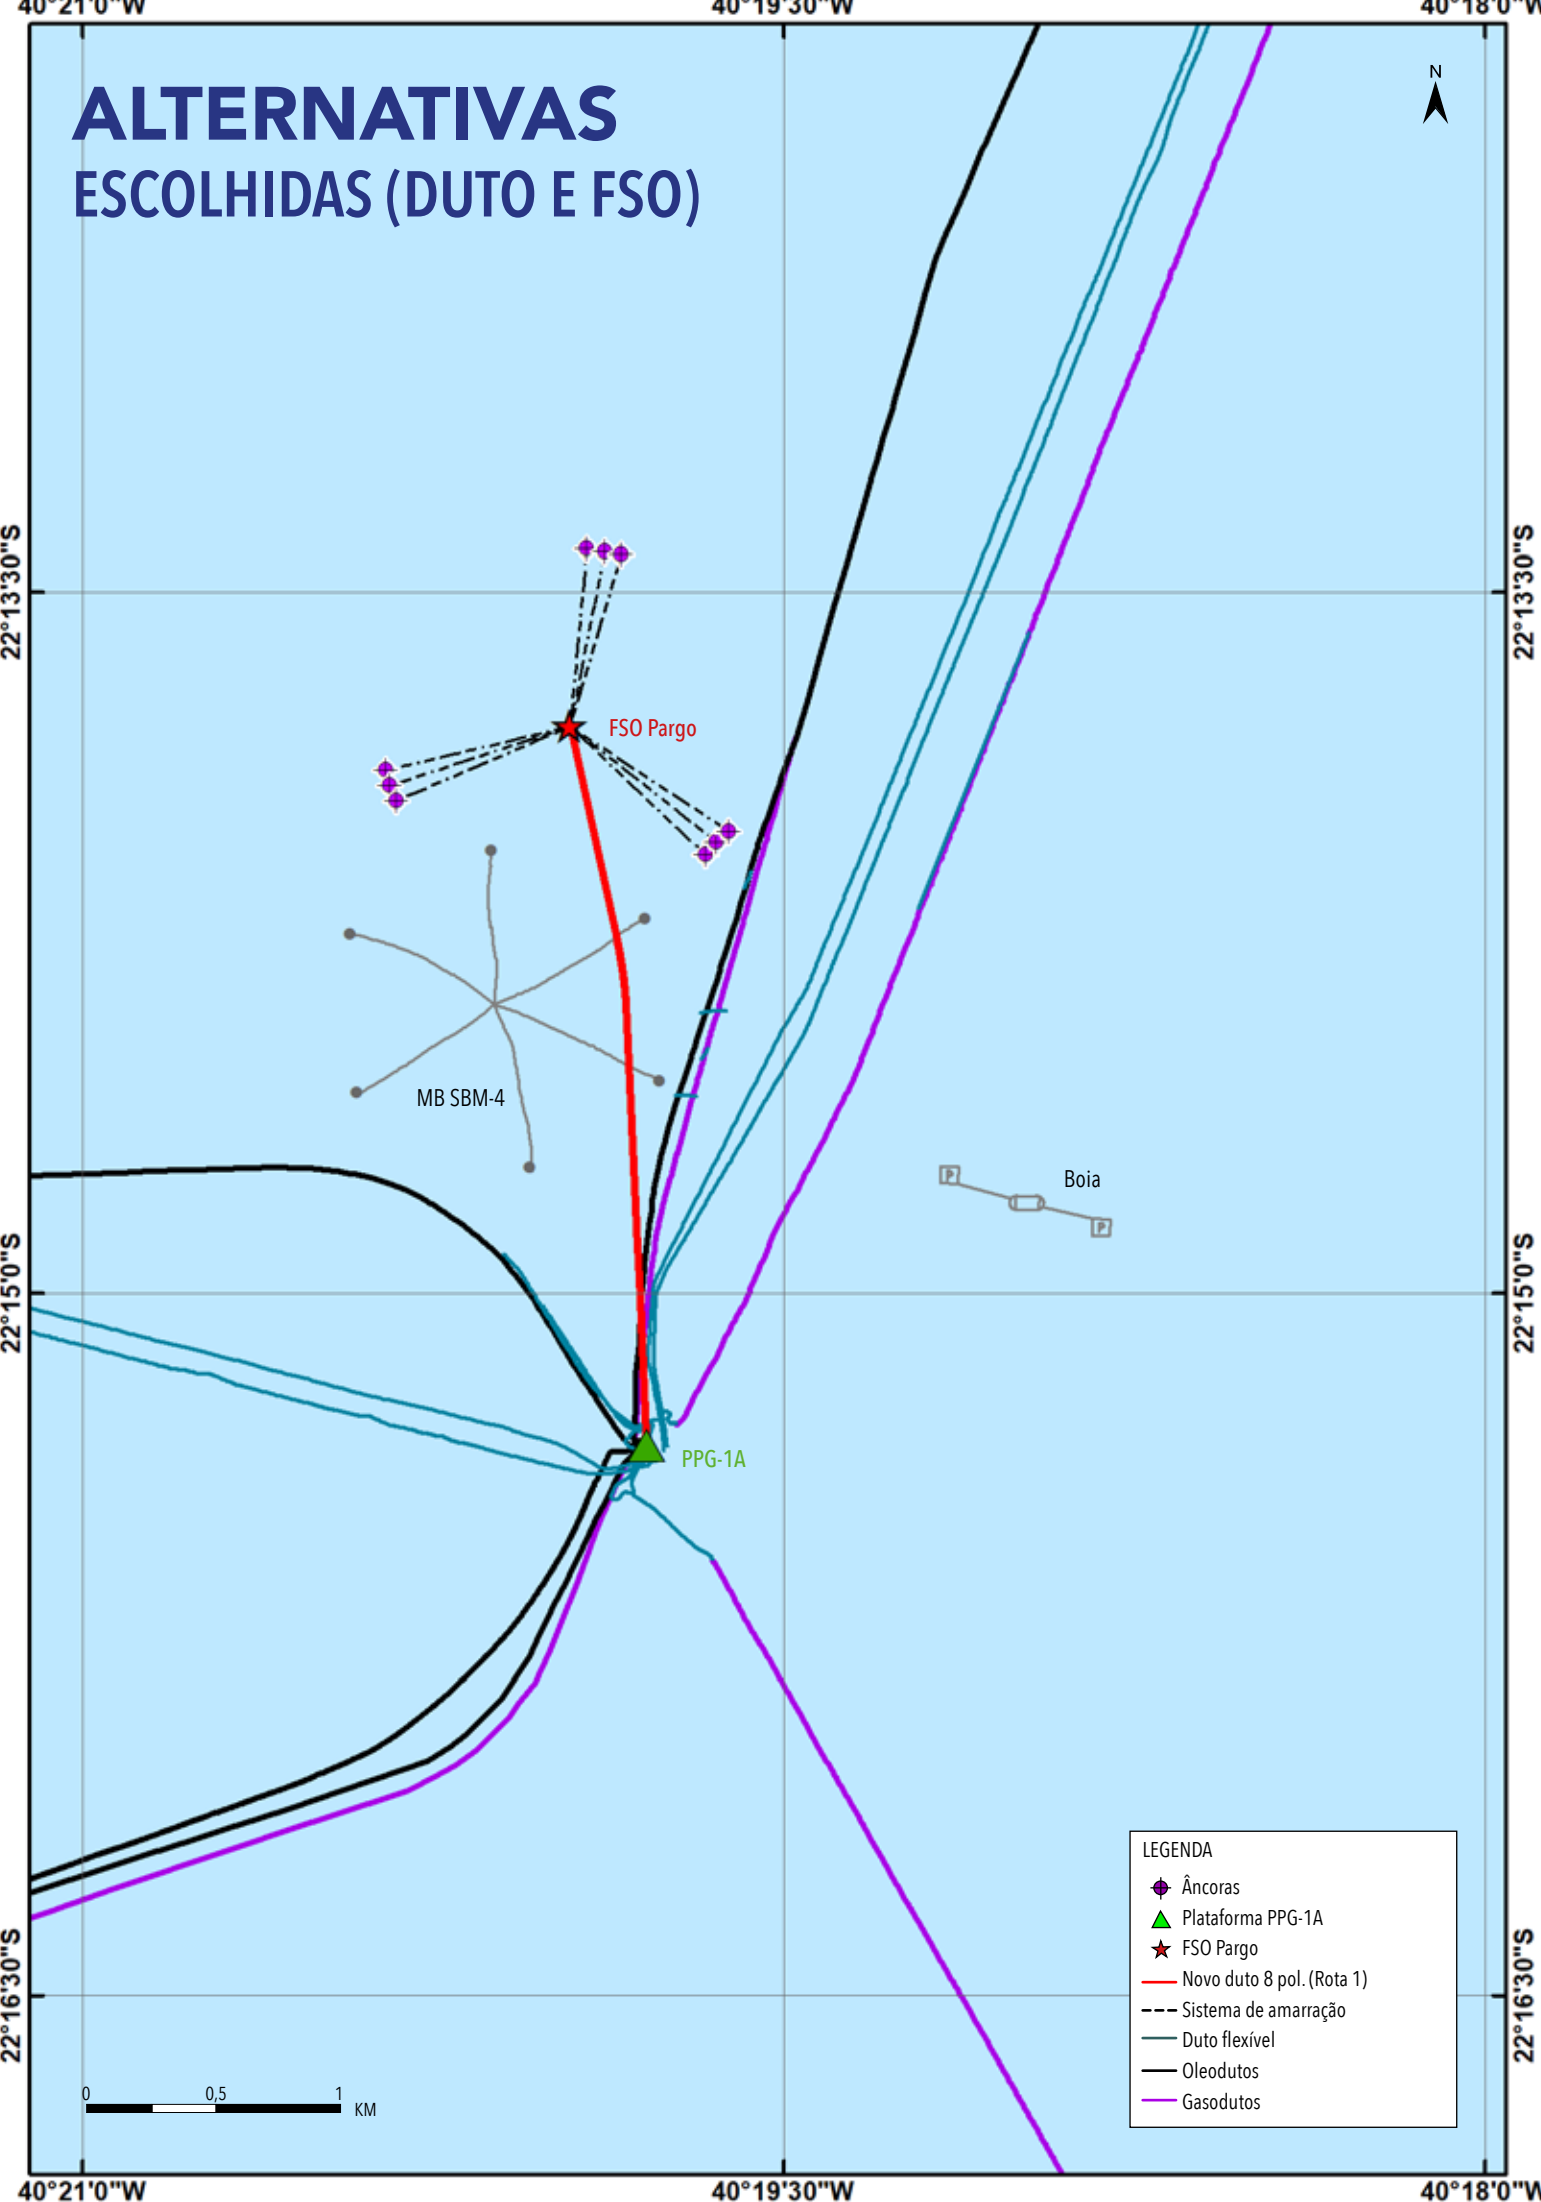 40°21'0"W
40°19'30"W
40°18'0"W
N
ALTERNATIVAS
ESCOLHIDAS (DUTO E FSO)
22°13'30"S
22°13'30"S
FSO Pargo
MB SBM-4
P
Boia
P
22°15'0"S
22°15'0"S
PPG-1A
22°16'30"S
22°16'30"S
LEGENDA
Âncoras
Plataforma PPG-1A
FSO Pargo
Novo duto 8 pol. (Rota 1)
Sistema de amarração
Duto flexível
Oleodutos
Gasodutos
0 0,5 1
KM
40°21'0"W
40°19'30"W
40°18'0"W